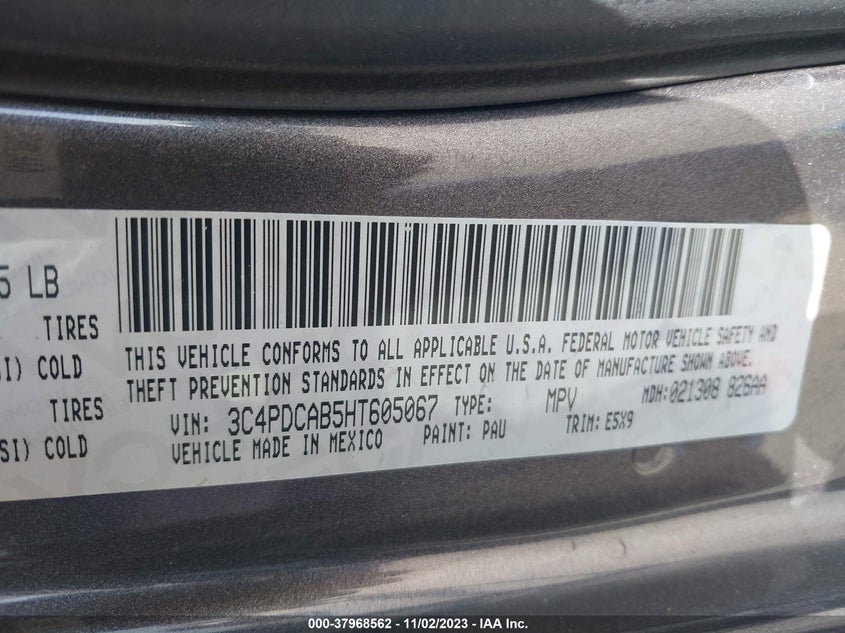 5 LB
TIRES
SI) COLD
TIRES
SI) COLD
THIS VEHICLE CONFORMS TO ALL APPLICABLE U.S.A. FEDERAL MOTOR VEHICLE SAFETY AND
THEFT PREVENTION STANDARDS IN EFFECT ON THE DATE OF MANUFACTURE SHOWN ABOVE.
VIN: 3C4PDCAB5HT605067 TYPE: MPV MDH:021308 826AA
VEHICLE MADE IN MEXICO PAINT: PAU TRIM: E5X9
000-37968562 - 11/02/2023 - IAA Inc.